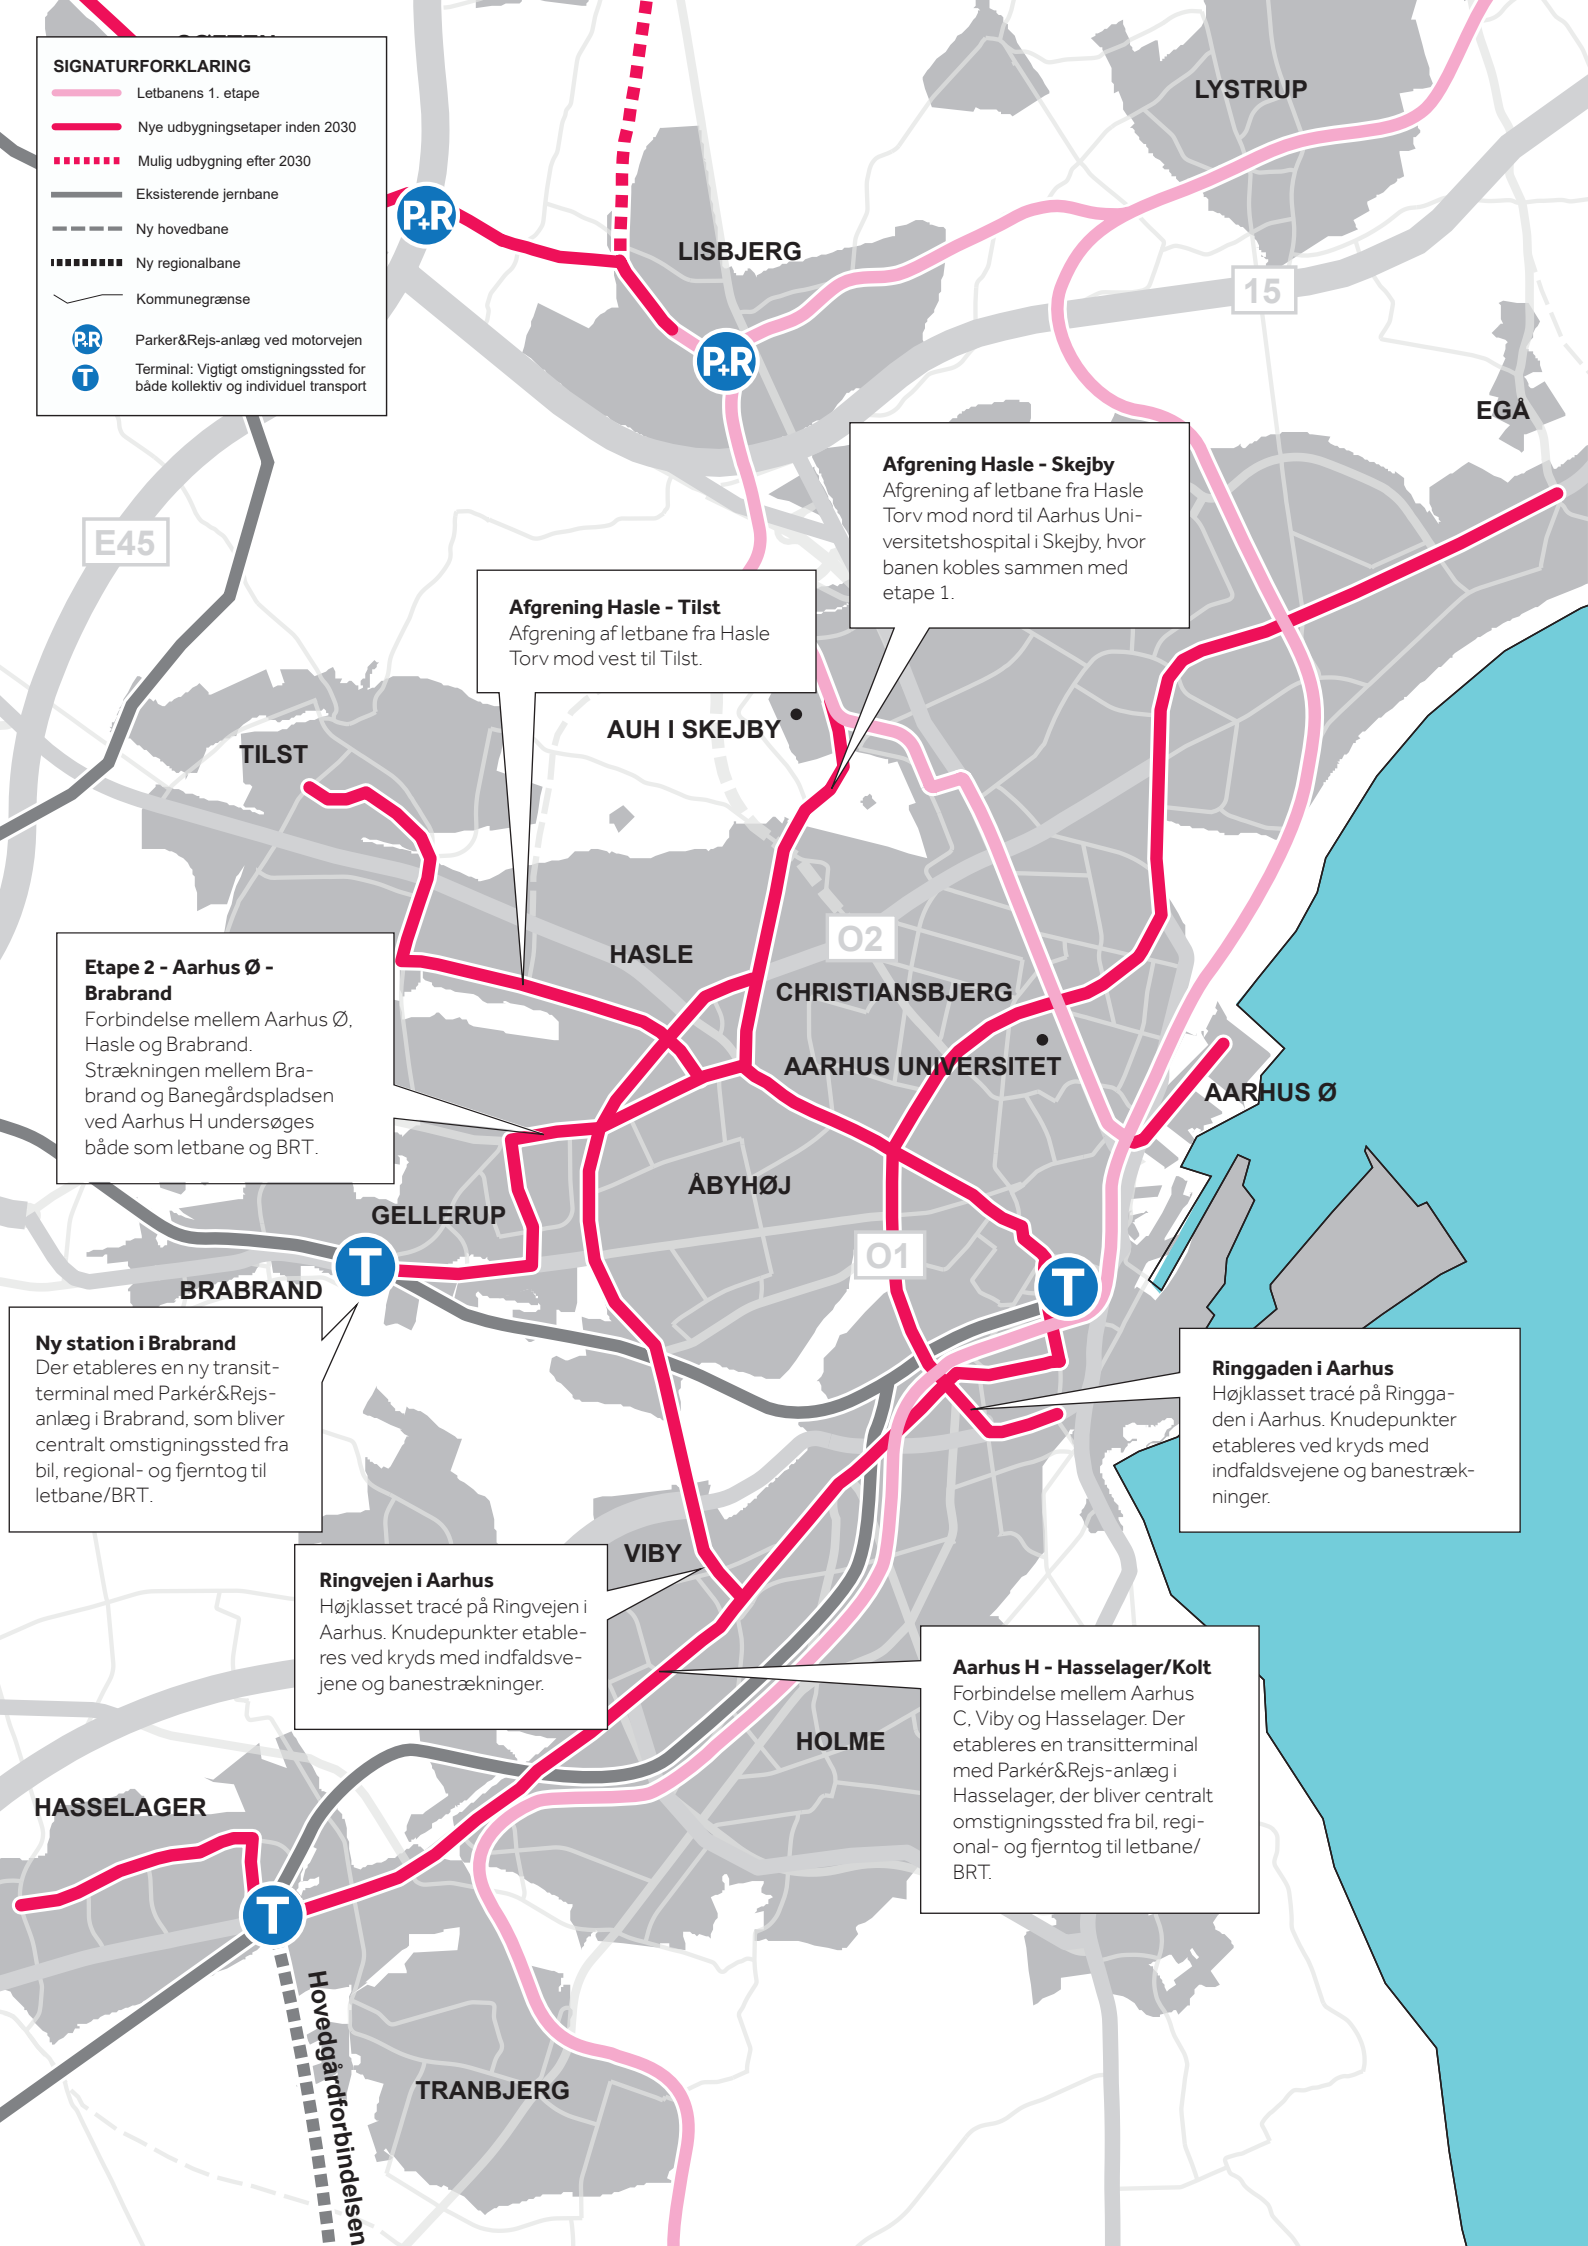 SIGNATURFORKLARING
Letbanens 1. etape
Nye udbygningsetaper inden 2030
Mulig udbygning efter 2030
Eksisterende jernbane
Ny hovedbane
Ny regionalbane
Kommunegrænse
P+R
Parker&Rejs-anlæg ved motorvejen
T
Terminal: Vigtigt omstigningssted for
både kollektiv og individuel transport
LYSTRUP
P+R
LISBJERG
15
P+R
EGÅ
E45
Afgrening Hasle - Skejby
Afgrening af letbane fra Hasle
Torv mod nord til Aarhus Uni-
versitetshospital i Skejby, hvor
banen kobles sammen med
etape 1.
Afgrening Hasle - Tilst
Afgrening af letbane fra Hasle
Torv mod vest til Tilst.
AUH I SKEJBY
TILST
O2
HASLE
CHRISTIANSBJERG
Etape 2 - Aarhus Ø -
Brabrand
Forbindelse mellem Aarhus Ø,
Hasle og Brabrand.
Strækningen mellem Bra-
brand og Banegårdspladsen
ved Aarhus H undersøges
både som letbane og BRT.
AARHUS UNIVERSITET
AARHUS Ø
ÅBYHØJ
GELLERUP
O1
T
T
BRABRAND
Ny station i Brabrand
Der etableres en ny transit-
terminal med Parkér&Rejs-
anlæg i Brabrand, som bliver
centralt omstigningssted fra
bil, regional- og fjerntog til
letbane/BRT.
Ringgaden i Aarhus
Højklasset tracé på Ringga-
den i Aarhus. Knudepunkter
etableres ved kryds med
indfaldsvejene og banestræk-
ninger.
VIBY
Ringvejen i Aarhus
Højklasset tracé på Ringvejen i
Aarhus. Knudepunkter etable-
res ved kryds med indfaldsve-
jene og banestrækninger.
Aarhus H - Hasselager/Kolt
Forbindelse mellem Aarhus
C, Viby og Hasselager. Der
etableres en transitterminal
med Parkér&Rejs-anlæg i
Hasselager, der bliver centralt
omstigningssted fra bil, regi-
onal- og fjerntog til letbane/
BRT.
HOLME
HASSELAGER
T
Hovedgårdforbindelsen
TRANBJERG